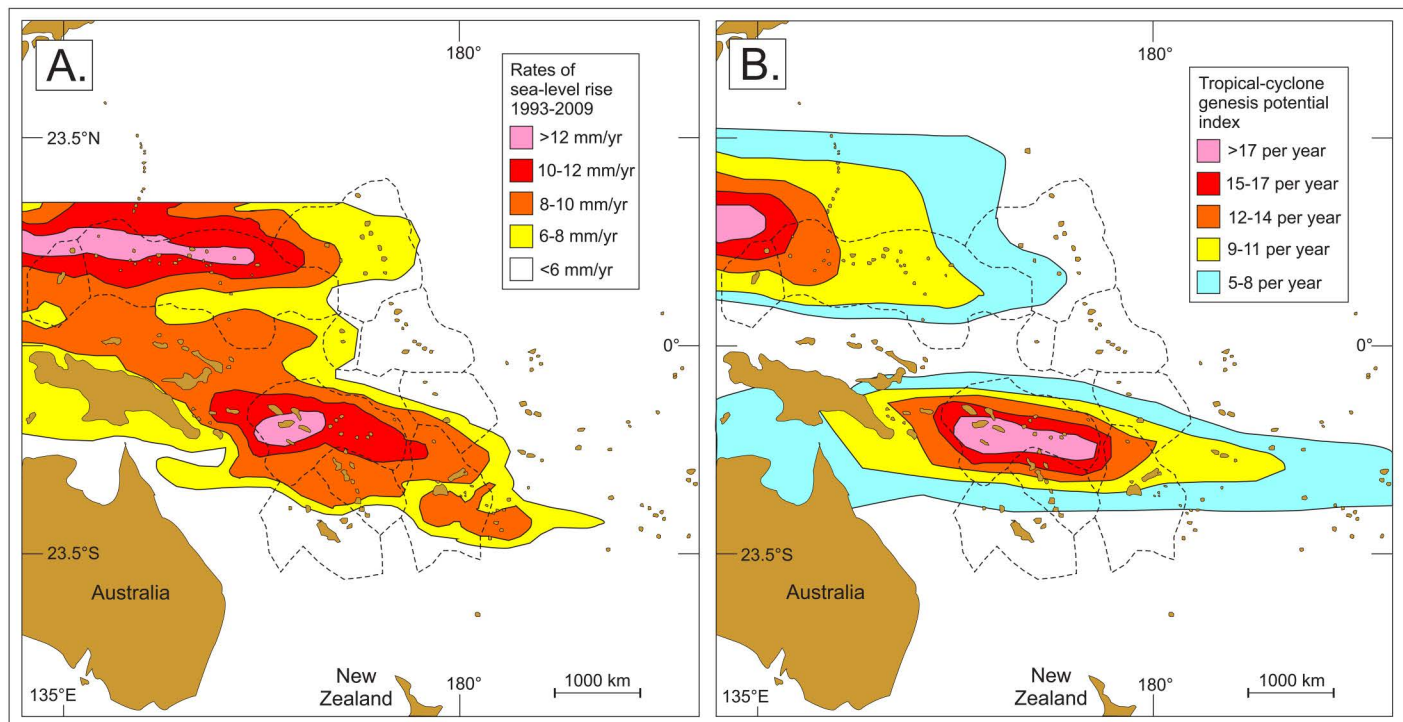 A.
180°
Rates of
sea-level rise
1993-2009
>12 mm/yr
10-12 mm/yr
8-10 mm/yr
6-8 mm/yr
<6 mm/yr
23.5°N
0°
23.5°S
Australia
New
Zealand
135°E
180°
1000 km
B.
180°
Tropical-cyclone
genesis potential
index
>17 per year
15-17 per year
12-14 per year
9-11 per year
5-8 per year
23.5°N
0°
23.5°S
Australia
New
Zealand
135°E
180°
1000 km